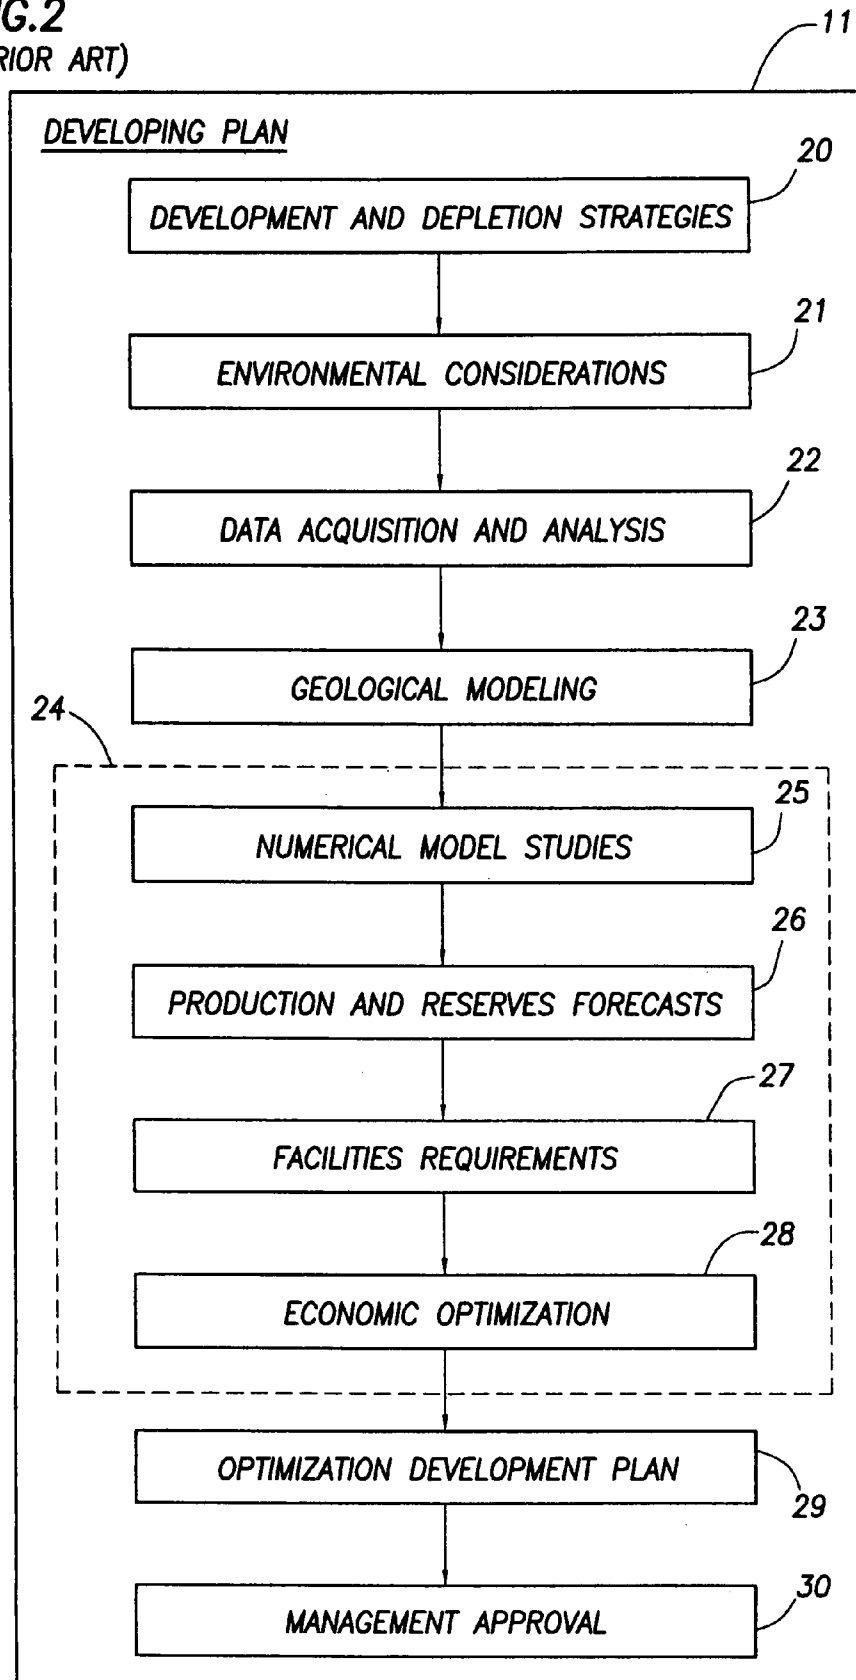 IG.2
RIOR ART)
11
DEVELOPING PLAN
20
DEVELOPMENT AND DEPLETION STRATEGIES
21
ENVIRONMENTAL CONSIDERATIONS
22
DATA ACQUISITION AND ANALYSIS
23
GEOLOGICAL MODELING
24
25
NUMERICAL MODEL STUDIES
26
PRODUCTION AND RESERVES FORECASTS
27
FACILITIES REQUIREMENTS
28
ECONOMIC OPTIMIZATION
OPTIMIZATION DEVELOPMENT PLAN
29
30
MANAGEMENT APPROVAL